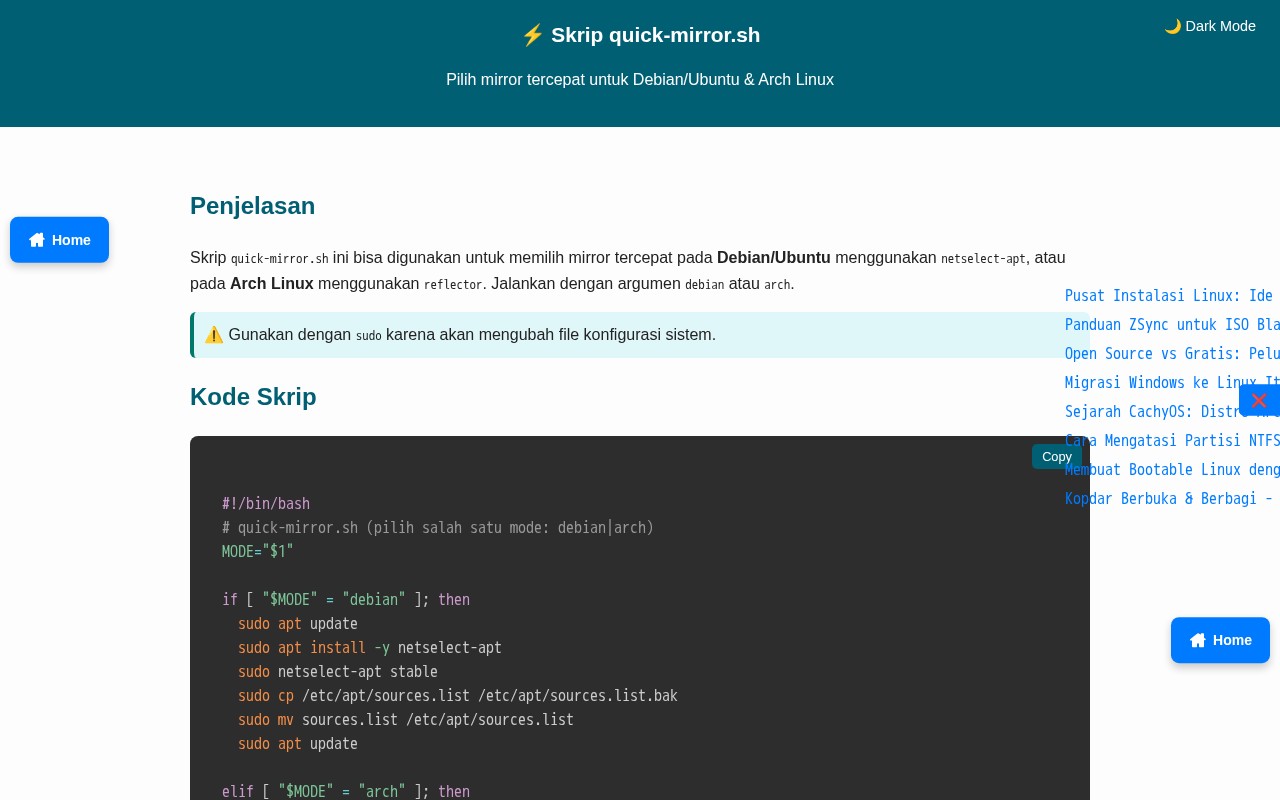 ⚡ Skrip quick-mirror.sh
🌙 Dark Mode
Pilih mirror tercepat untuk Debian/Ubuntu & Arch Linux
Penjelasan
Home
Skrip quick-mirror.sh ini bisa digunakan untuk memilih mirror tercepat pada Debian/Ubuntu menggunakan netselect-apt, atau
pada Arch Linux menggunakan reflector. Jalankan dengan argumen debian atau arch.
⚠️ Gunakan dengan sudo karena akan mengubah file konfigurasi sistem.
Pusat Instalasi Linux: Ide
Panduan ZSync untuk ISO Bla
Open Source vs Gratis: Pelu
Migrasi Windows ke Linux It
Sejarah CachyOS:
Cara Mengatasi Partisi NTFS
Membuat Bootable Linux deng
Kopdar Berbuka & Berbagi -
Kode Skrip
Copy
#!/bin/bash
# quick-mirror.sh (pilih salah satu mode: debian|arch)
MODE="$1"
if [ "$MODE" = "debian" ]; then
sudo apt update
sudo apt install -y netselect-apt
sudo netselect-apt stable
sudo cp /etc/apt/sources.list /etc/apt/sources.list.bak
sudo mv sources.list /etc/apt/sources.list
sudo apt update
elif [ "$MODE" = "arch" ]; then
Home